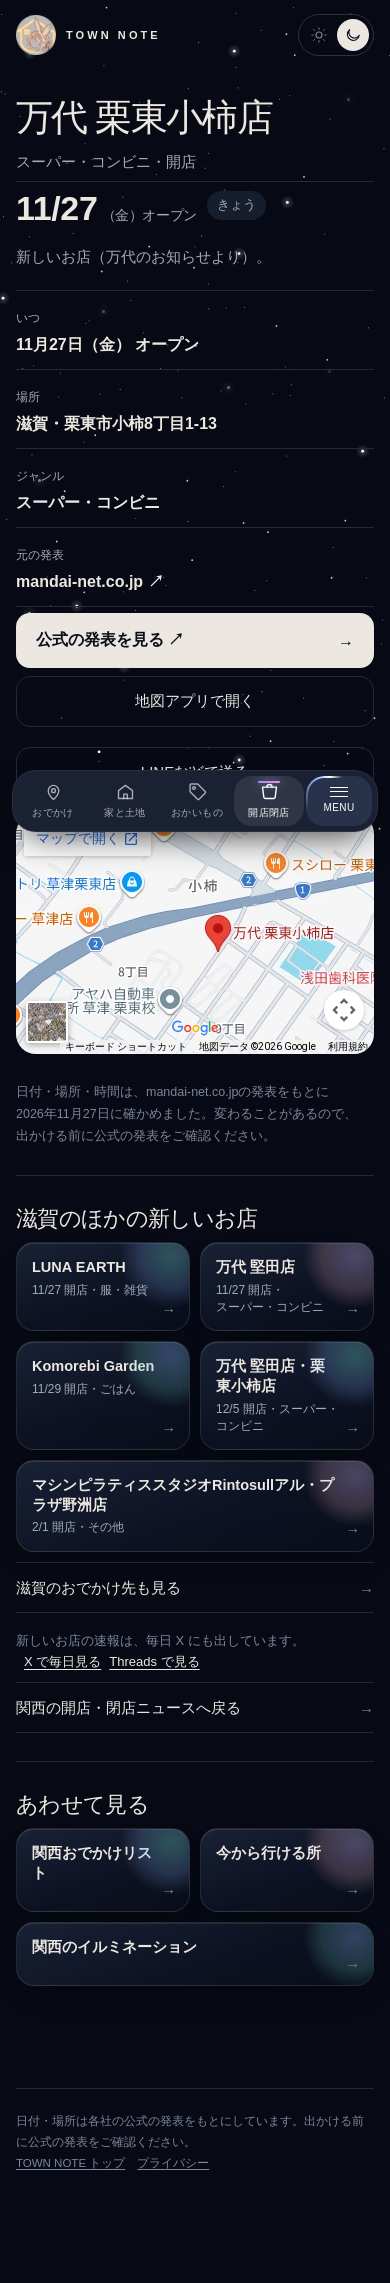 TOWN NOTE
万代 栗東小柿店
スーパー・コンビニ・開店
11/27 （金）オープン きょう
新しいお店（万代のお知らせより）。
いつ
11月27日（金） オープン
場所
滋賀・栗東市小柿8丁目1-13
ジャンル
スーパー・コンビニ
元の発表
mandai-net.co.jp ↗
公式の発表を見る ↗ →
地図アプリで開く
おでかけ 家と土地 おかいもの 開店閉店 MENU
マップで開く
スシロー 栗東
トリ 草津栗東店
小柿
2
1
ー 草津店
万代 栗東小柿店
2
8丁目
浅田歯科医院
アヤハ自動車
所 草津 栗東校
Google
9丁目
キーボード ショートカット 地図データ ©2026 Google 利用規約
日付・場所・時間は、mandai-net.co.jpの発表をもとに
2026年11月27日に確かめました。変わることがあるので、
出かける前に公式の発表をご確認ください。
滋賀のほかの新しいお店
LUNA EARTH
11/27 開店・服・雑貨
→
万代 堅田店
11/27 開店・
スーパー・コンビニ
→
Komorebi Garden
11/29 開店・ごはん
→
万代 堅田店・栗
東小柿店
12/5 開店・スーパー・
コンビニ
→
マシンピラティススタジオRintosullアル・プ
ラザ野洲店
2/1 開店・その他
→
滋賀のおでかけ先も見る →
新しいお店の速報は、毎日 X にも出しています。
X で毎日見る Threads で見る
関西の開店・閉店ニュースへ戻る →
あわせて見る
関西おでかけリス
ト
→
今から行ける所
→
関西のイルミネーション
→
日付・場所は各社の公式の発表をもとにしています。出かける前
に公式の発表をご確認ください。
TOWN NOTE トップ プライバシー